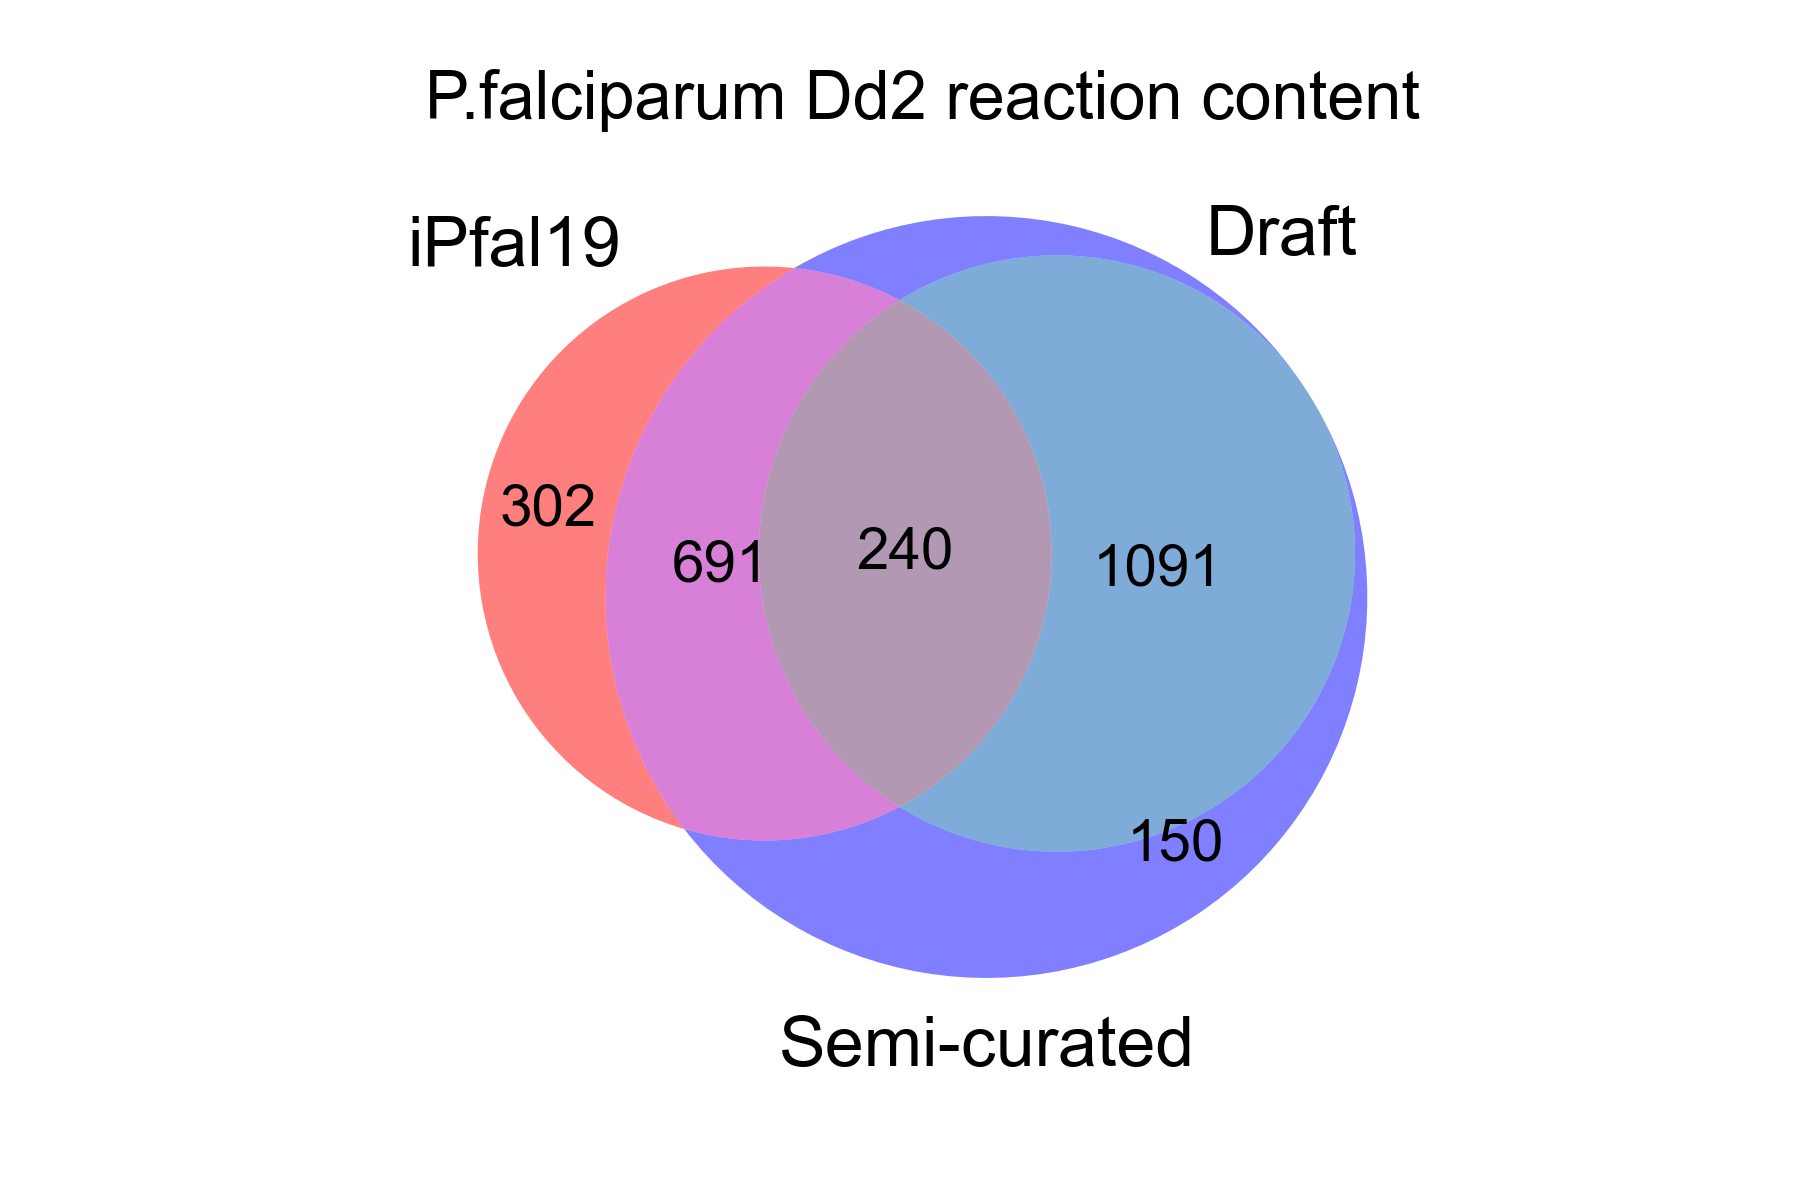 P.falciparum Dd2 reaction content
iPfal19
Draft
302
691
240
1091
150
Semi-curated